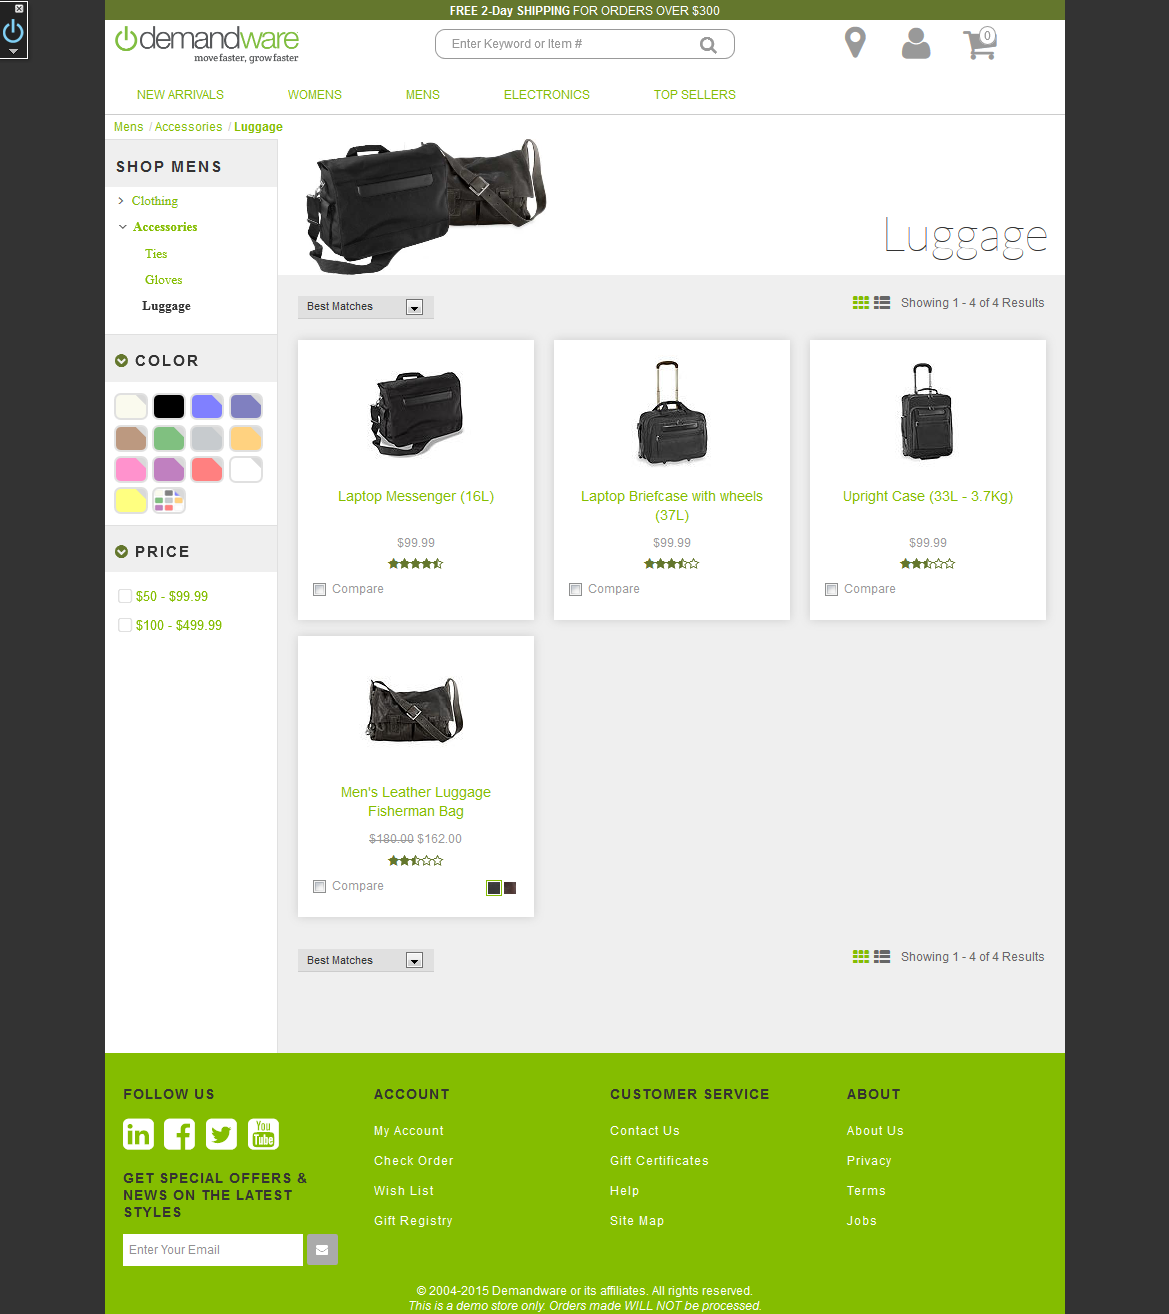 FREE 2-Day SHIPPING FOR ORDERS OVER $300
demandware
move faster, grow faster
Enter Keyword or Item #
0
NEW ARRIVALS WOMENS MENS ELECTRONICS TOP SELLERS
Mens / Accessories / Luggage
SHOP MENS
Clothing
Accessories
Ties
Gloves
Luggage
COLOR
PRICE
$50 - $99.99
$100 - $499.99
Luggage
Best Matches
Showing 1 - 4 of 4 Results
Laptop Messenger (16L)
$99.99
Compare
Laptop Briefcase with wheels
(37L)
$99.99
Compare
Upright Case (33L - 3.7Kg)
$99.99
Compare
Men's Leather Luggage
Fisherman Bag
$180.00 $162.00
Compare
Best Matches
Showing 1 - 4 of 4 Results
FOLLOW US
in
f
You
Tube
GET SPECIAL OFFERS &
NEWS ON THE LATEST
STYLES
Enter Your Email
ACCOUNT
My Account
Check Order
Wish List
Gift Registry
CUSTOMER SERVICE
Contact Us
Gift Certificates
Help
Site Map
ABOUT
About Us
Privacy
Terms
Jobs
© 2004-2015 Demandware or its affiliates. All rights reserved.
This is a demo store only. Orders made WILL NOT be processed.